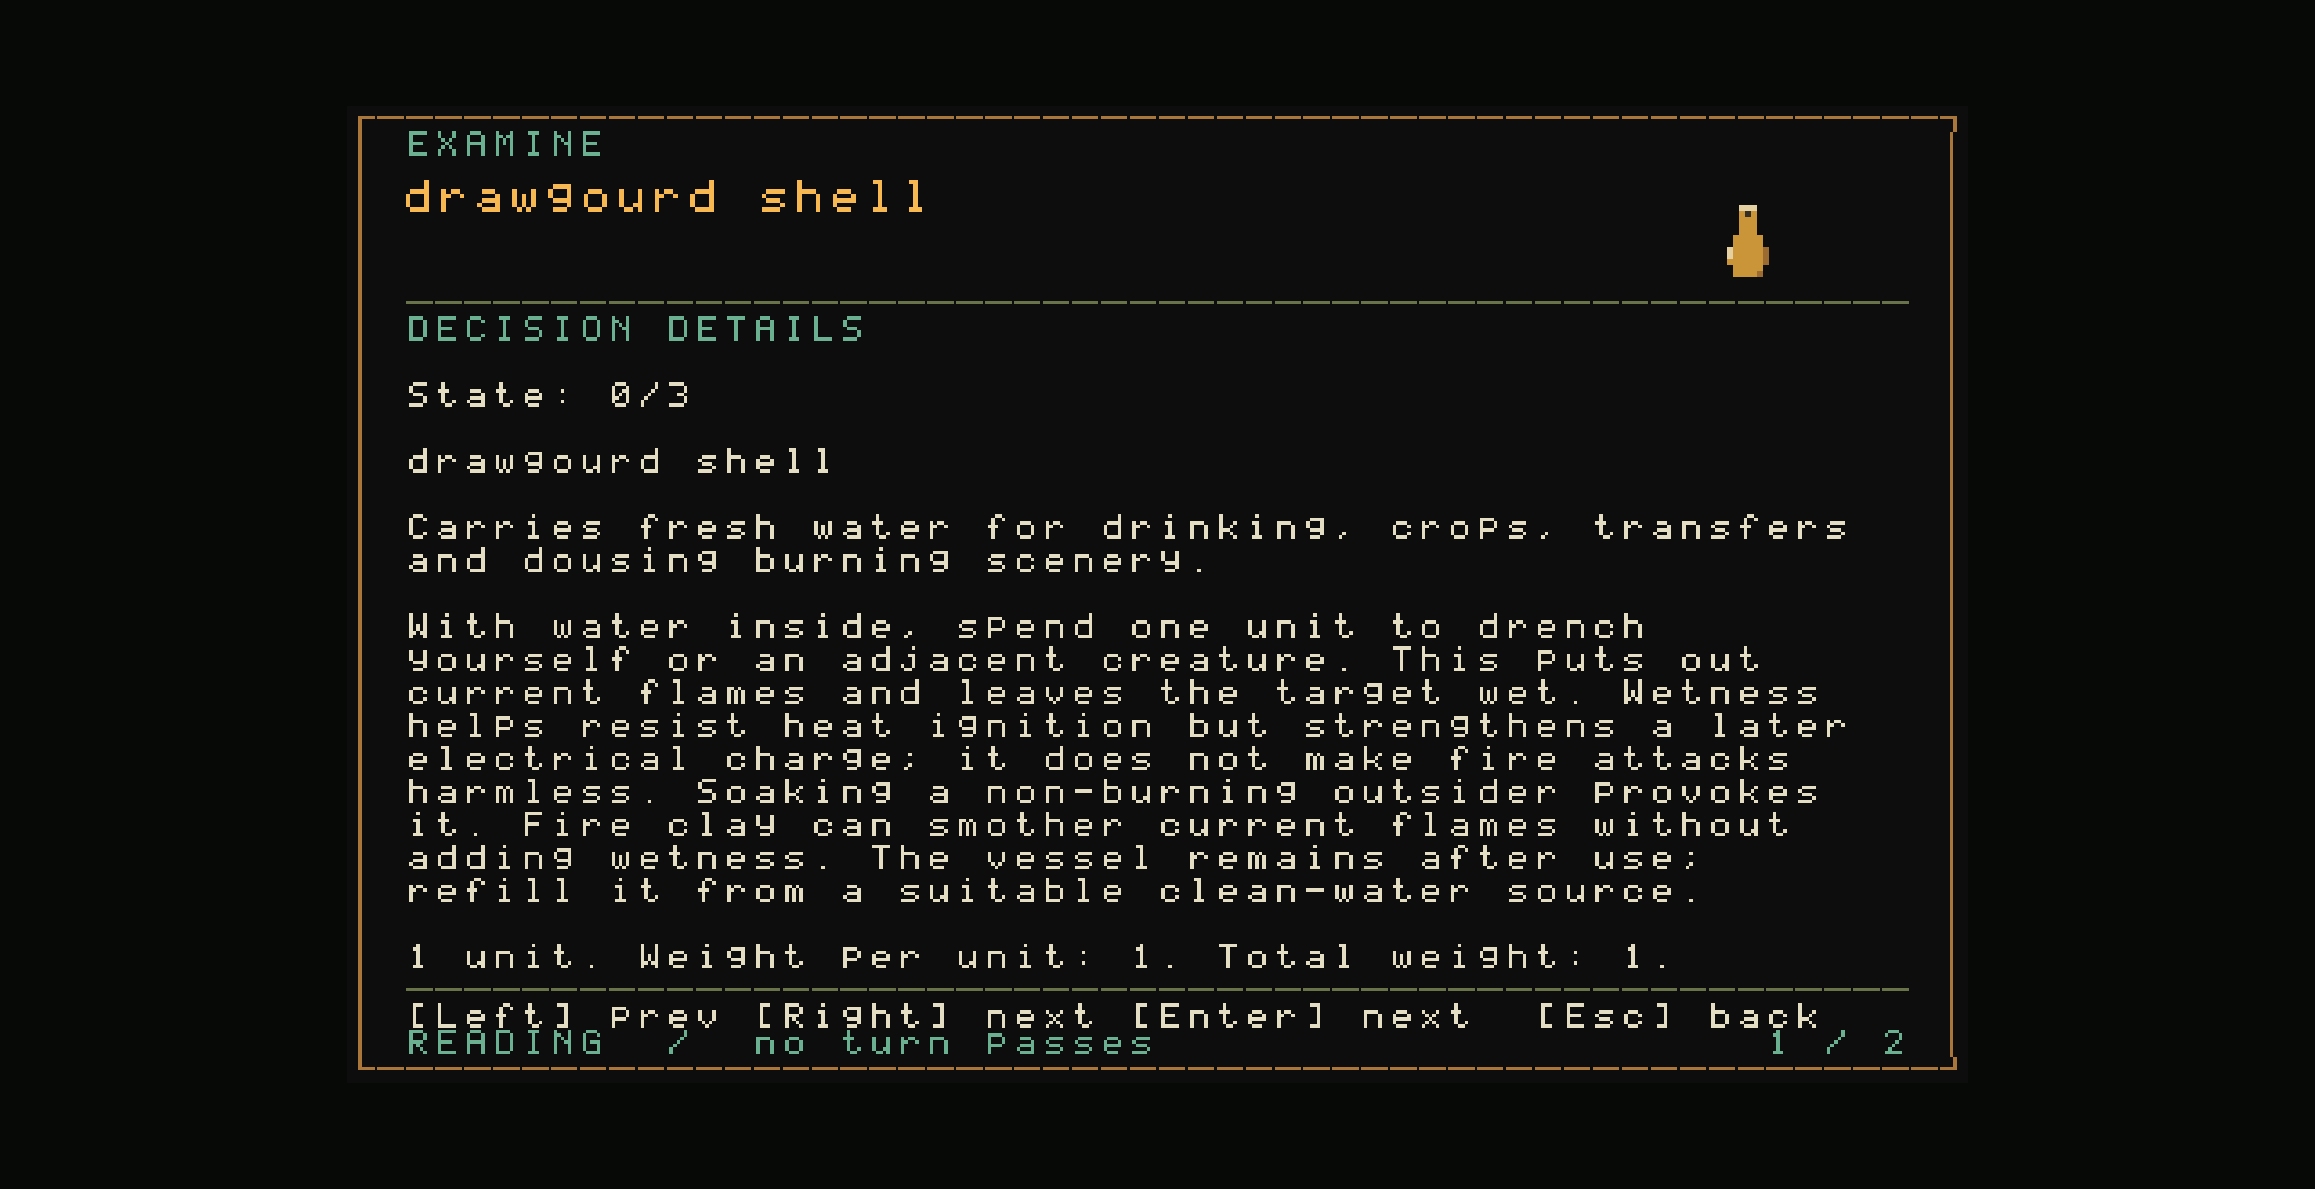 EXAMINE
drawgourd shell
DECISION DETAILS
State: 0/3
drawgourd shell
Carries fresh water for drinking, crops, transfers
and dousing burning scenery.
With water inside, spend one unit to drench
yourself or an adjacent creature. This puts out
current flames and leaves the target wet. Wetness
helps resist heat ignition but strengthens a later
electrical charge; it does not make fire attacks
harmless. Soaking a non-burning outsider provokes
it. Fire clay can smother current flames without
adding wetness. The vessel remains after use;
refill it from a suitable clean-water source.
1 unit. Weight per unit: 1. Total weight: 1.
[Left] prev [Right] next [Enter] next [Esc] back
READING / no turn passes 1 / 2